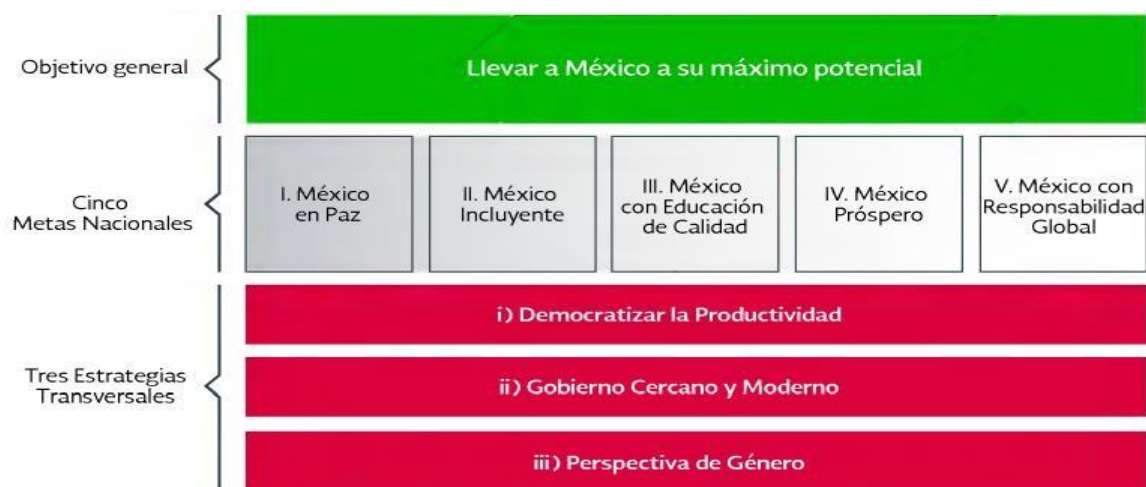 Objetivo general
Llevar a México a su máximo potencial
Cinco
Metas Nacionales
I. México
en Paz
II. México
Incluyente
III. México
con Educación
de Calidad
IV. México
Próspero
V. México con
Responsabilidad
Global
Tres Estrategias
Transversales
i) Democratizar la Productividad
ii) Gobierno Cercano y Moderno
iii) Perspectiva de Género